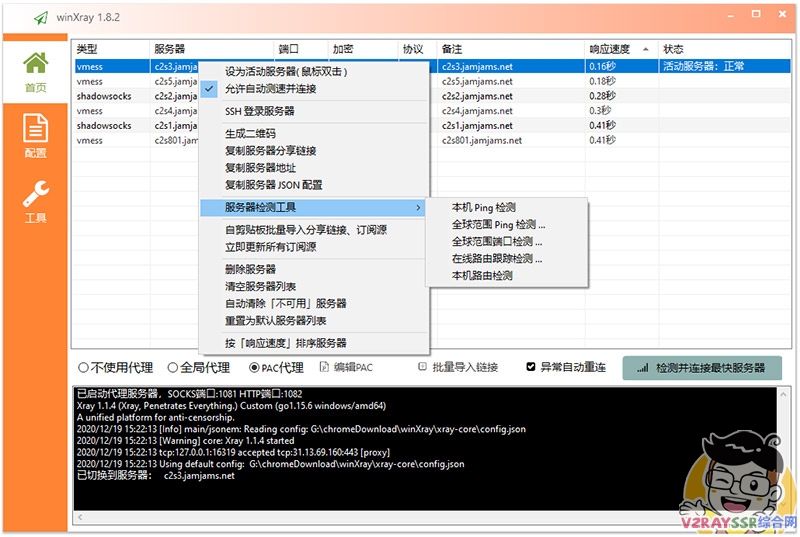 winXray 1.8.2
类型 服务器 端口 加密 协议 备注 响应速度 状态
vmess c2s3.jamja c2s3.jamjams.net 0.16秒 活动服务器：正常
vmess c2s5.jamja c2s5.jamjams.net 0.18秒
shadowsocks c2s2.jamja c2s2.jamjams.net 0.28秒
vmess c2s4.jamja c2s4.jamjams.net 0.3秒
shadowsocks c2s1.jamja c2s1.jamjams.net 0.41秒
vmess c2s801.jam c2s801.jamjams.net 0.41秒
首页
配置
工具
设为活动服务器( 鼠标双击 )
允许自动测速并连接
SSH 登录服务器
生成二维码
复制服务器分享链接
复制服务器地址
复制服务器 JSON 配置
服务器检测工具
自剪贴板批量导入分享链接、订阅源
立即更新所有订阅源
删除服务器
清空服务器列表
自动清除「不可用」服务器
重置为默认服务器列表
按「响应速度」排序服务器
本机 Ping 检测
全球范围 Ping 检测 ...
全球范围端口检测 ...
在线路由跟踪检测 ...
本机路由检测
不使用代理 全局代理 PAC代理 编辑PAC 批量导入链接 异常自动重连 检测并连接最快服务器
已启动代理服务器，SOCKS端口:1081 HTTP端口:1082
Xray 1.1.4 (Xray, Penetrates Everything.) Custom (go1.15.6 windows/amd64)
A unified platform for anti-censorship.
2020/12/19 15:22:13 [Info] main/jsonem: Reading config: G:\chromeDownload\winXray\xray-core\config.json
2020/12/19 15:22:13 [Warning] core: Xray 1.1.4 started
2020/12/19 15:22:13 tcp:127.0.0.1:16319 accepted tcp:31.13.69.160:443 [proxy]
2020/12/19 15:22:13 Using default config: G:\chromeDownload\winXray\xray-core\config.json
已切换到服务器： c2s3.jamjams.net
V2RAYSSR综合网